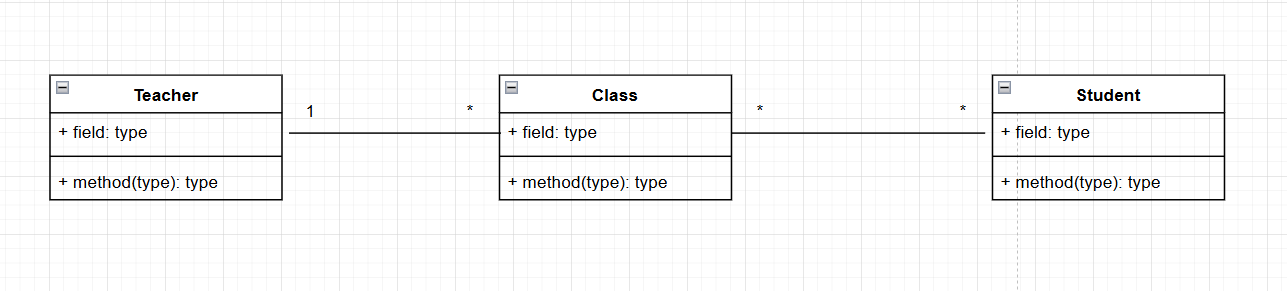 Teacher
+ field: type
+ method(type): type
1
*
Class
+ field: type
+ method(type): type
*
*
Student
+ field: type
+ method(type): type